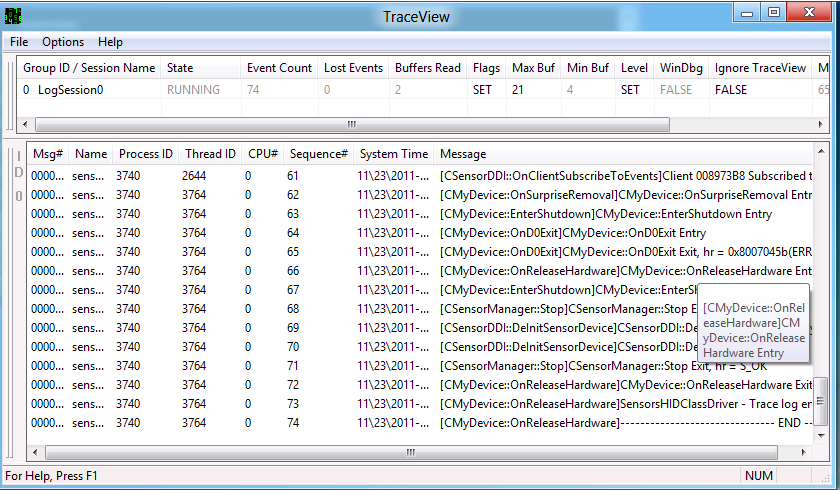 TraceView
File Options Help
Group ID / Session Name State Event Count Lost Events Buffers Read Flags Max Buf Min Buf Level WinDbg Ignore TraceView M
0 LogSession0 RUNNING 74 0 2 SET 21 4 SET FALSE FALSE 65
I
D
0
Msg# Name Process ID Thread ID CPU# Sequence# System Time Message
0000... sens... 3740 2644 0 61 11\23\2011-... [CSensorDDI::OnClientSubscribeToEvents]Client 008973B8 Subscribed t
0000... sens... 3740 3764 0 62 11\23\2011-... [CMyDevice::OnSurpriseRemoval]CMyDevice::OnSurpriseRemoval Entr
0000... sens... 3740 3764 0 63 11\23\2011-... [CMyDevice::EnterShutdown]CMyDevice::EnterShutdown Entry
0000... sens... 3740 3764 0 64 11\23\2011-... [CMyDevice::OnD0Exit]CMyDevice::OnD0Exit Entry
0000... sens... 3740 3764 0 65 11\23\2011-... [CMyDevice::OnD0Exit]CMyDevice::OnD0Exit Exit, hr = 0x8007045b(ERR
0000... sens... 3740 3764 0 66 11\23\2011-... [CMyDevice::OnReleaseHardware]CMyDevice::OnReleaseHardware Ent
0000... sens... 3740 3764 0 67 11\23\2011-... [CMyDevice::EnterShutdown]CMyDevice::EnterSh
0000... sens... 3740 3764 0 68 11\23\2011-... [CSensorManager::Stop]CSensorManager::Stop E
0000... sens... 3740 3764 0 69 11\23\2011-... [CSensorDDI::DeInitSensorDevice]CSensorDDI::De
0000... sens... 3740 3764 0 70 11\23\2011-... [CSensorDDI::DeInitSensorDevice]CSensorDDI::De
0000... sens... 3740 3764 0 71 11\23\2011-... [CSensorManager::Stop]CSensorManager::Stop Exit, hr = S_OK
0000... sens... 3740 3764 0 72 11\23\2011-... [CMyDevice::OnReleaseHardware]CMyDevice::OnReleaseHardware Exit
0000... sens... 3740 3764 0 73 11\23\2011-... [CMyDevice::OnReleaseHardware]SensorsHIDClassDriver - Trace log en
0000... sens... 3740 3764 0 74 11\23\2011-... [CMyDevice::OnReleaseHardware]------------------------------- END --
[CMyDevice::OnRel
easeHardware]CM
yDevice::OnRelease
Hardware Entry
For Help, Press F1 NUM